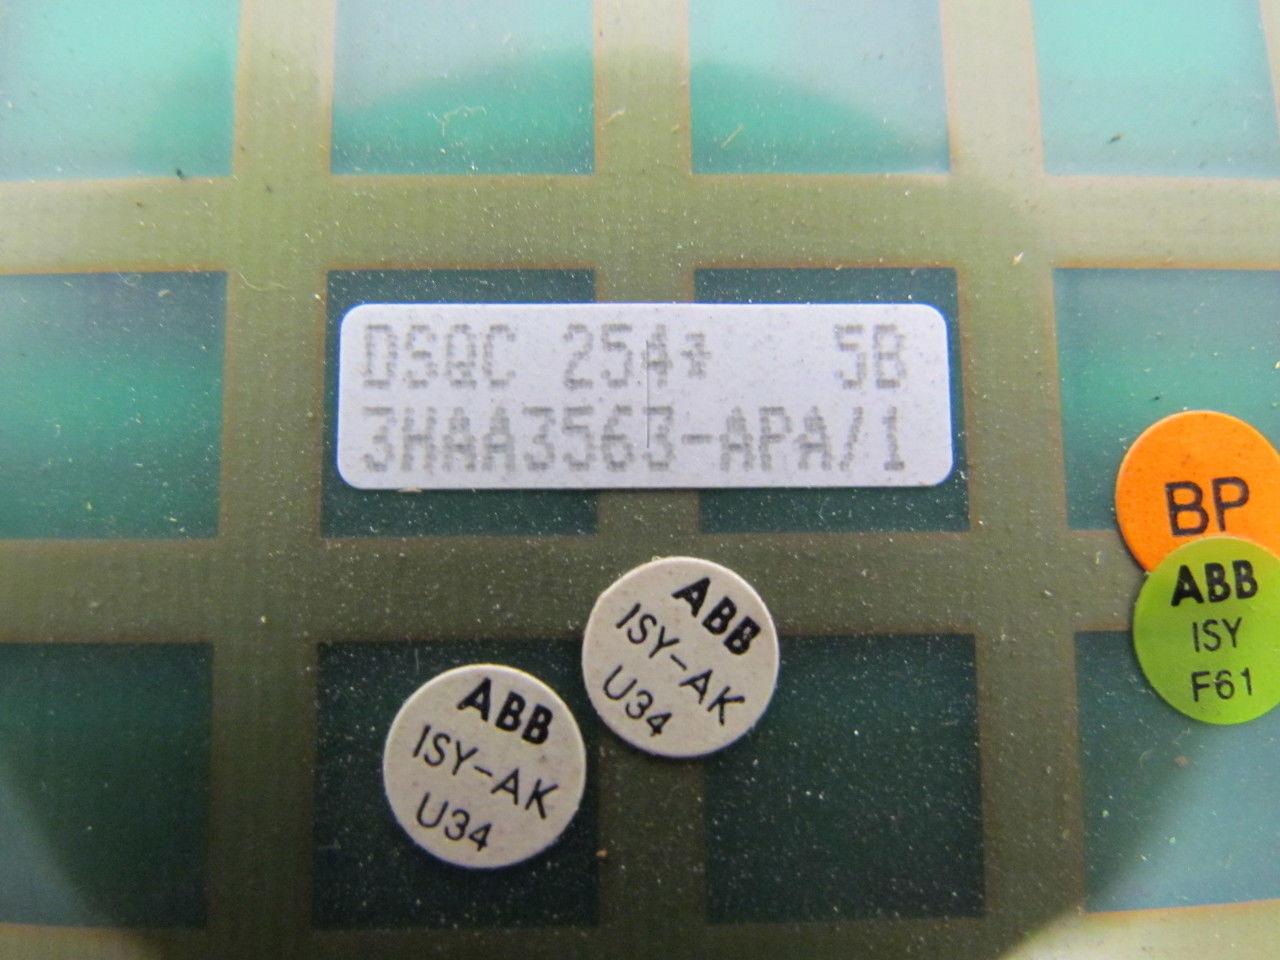 DSQC 254* 5B
3HAA3563-APA/1
BP
ABB
ISY
F61
ABB
ISY-AK
U34
ABB
ISY-AK
U34